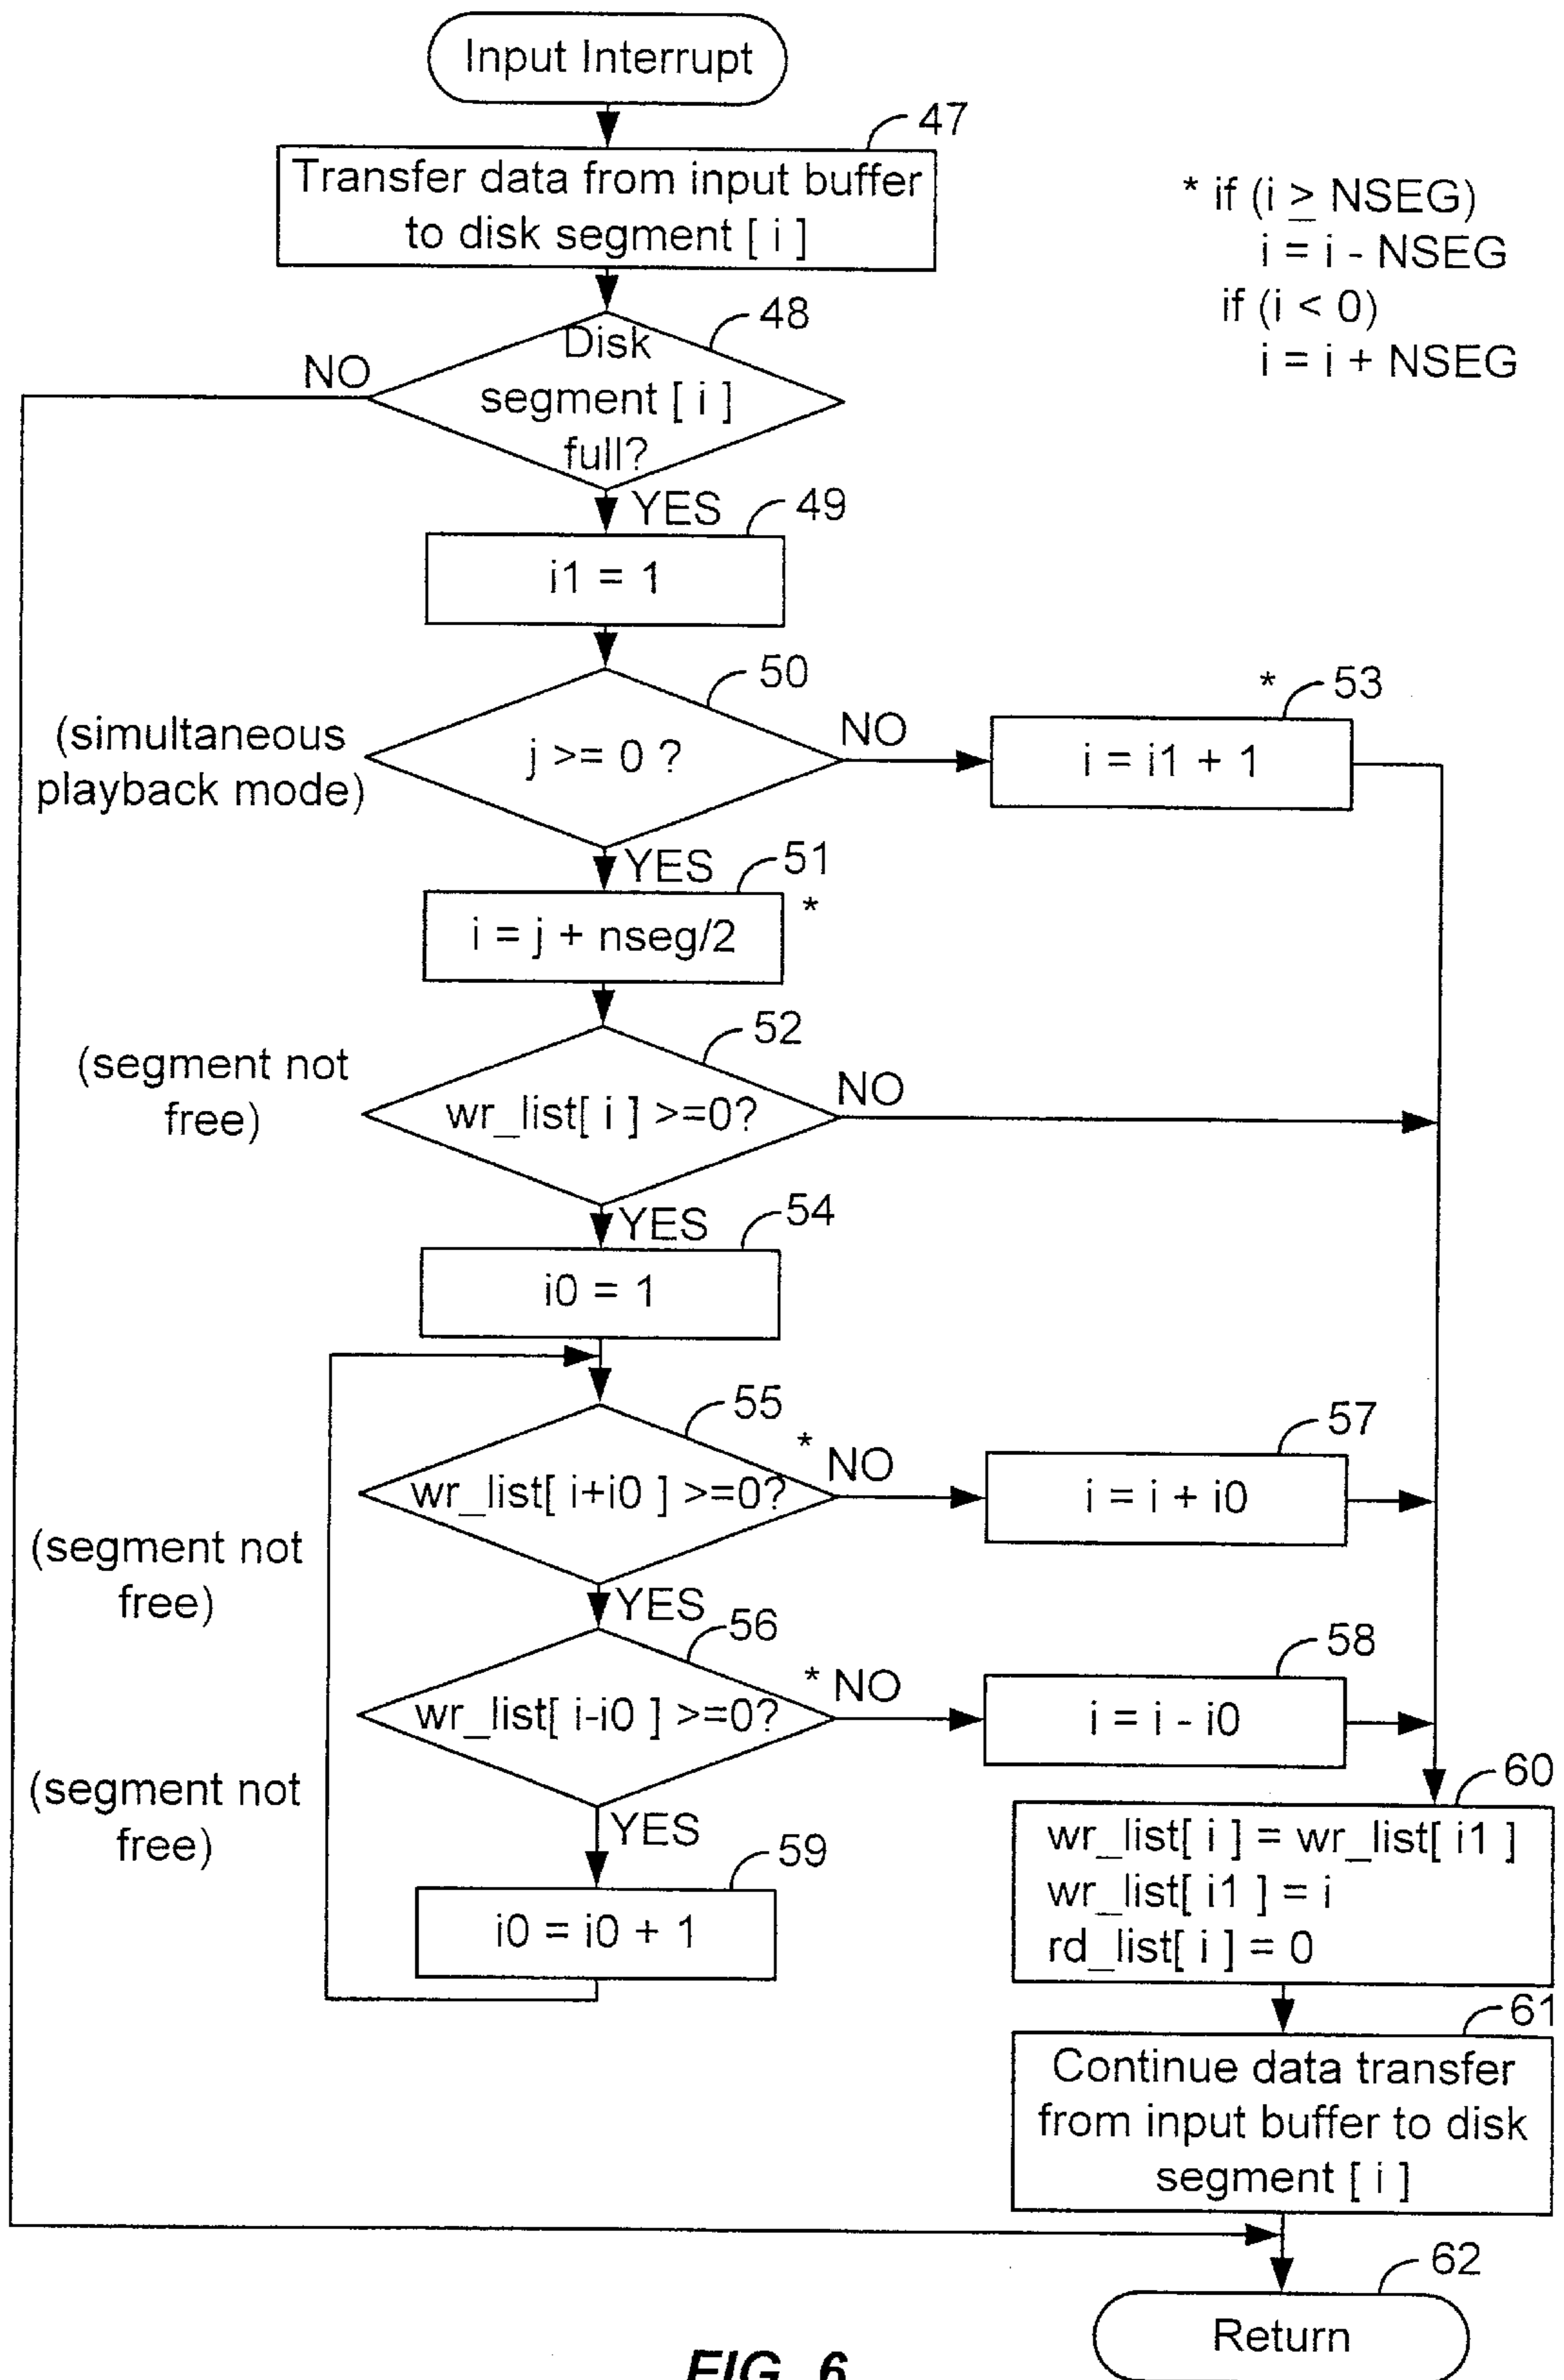 Input Interrupt
47
Transfer data from input buffer
to disk segment [ i ]
* if (i ≥ NSEG)
i = i - NSEG
if (i < 0)
i = i + NSEG
48
Disk
segment [ i ]
full?
NO
YES
49
i1 = 1
50
(simultaneous
playback mode)
j >= 0 ?
NO
* 53
i = i1 + 1
YES
51
i = j + nseg/2
*
52
(segment not
free)
wr_list[ i ] >=0?
NO
YES
54
i0 = 1
55
wr_list[ i+i0 ] >=0?
* NO
57
i = i + i0
(segment not
free)
YES
56
wr_list[ i-i0 ] >=0?
* NO
58
i = i - i0
(segment not
free)
YES
59
i0 = i0 + 1
60
wr_list[ i ] = wr_list[ i1 ]
wr_list[ i1 ] = i
rd_list[ i ] = 0
61
Continue data transfer
from input buffer to disk
segment [ i ]
62
Return
FIG. 6